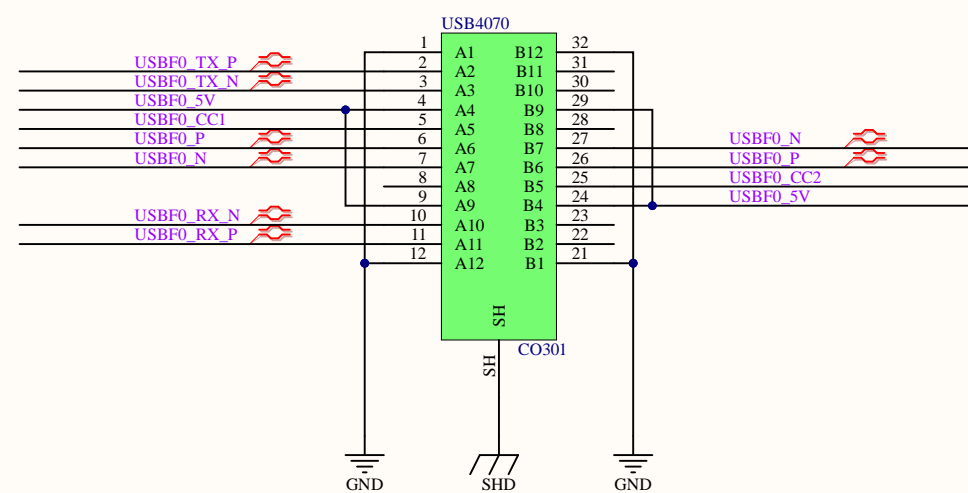 USB4070
1 A1 B12 32
USBF0_TX_P 2 A2 B11 31
USBF0_TX_N 3 A3 B10 30
USBF0_5V 4 A4 B9 29
USBF0_CC1 5 A5 B8 28
USBF0_P 6 A6 B7 27 USBF0_N
USBF0_N 7 A7 B6 26 USBF0_P
8 A8 B5 25 USBF0_CC2
9 A9 B4 24 USBF0_5V
USBF0_RX_N 10 A10 B3 23
USBF0_RX_P 11 A11 B2 22
12 A12 B1 21
SH
CO301
SH
GND SHD GND